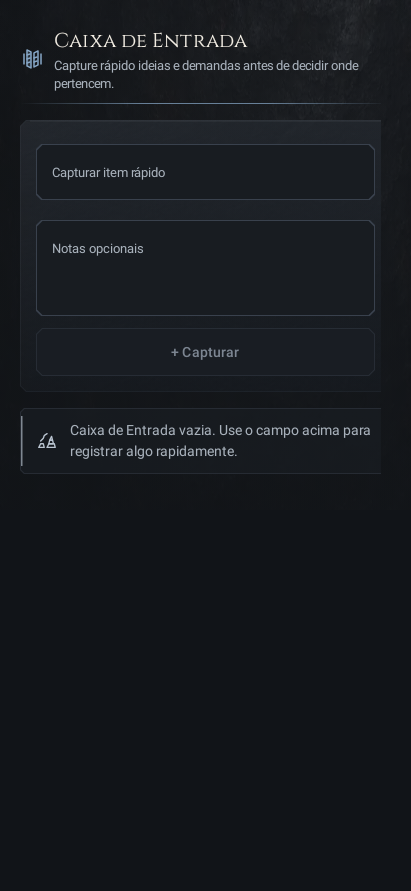 Caixa de Entrada
Capture rápido ideias e demandas antes de decidir onde
pertencem.
Capturar item rápido
Notas opcionais
+ Capturar
Caixa de Entrada vazia. Use o campo acima para
registrar algo rapidamente.